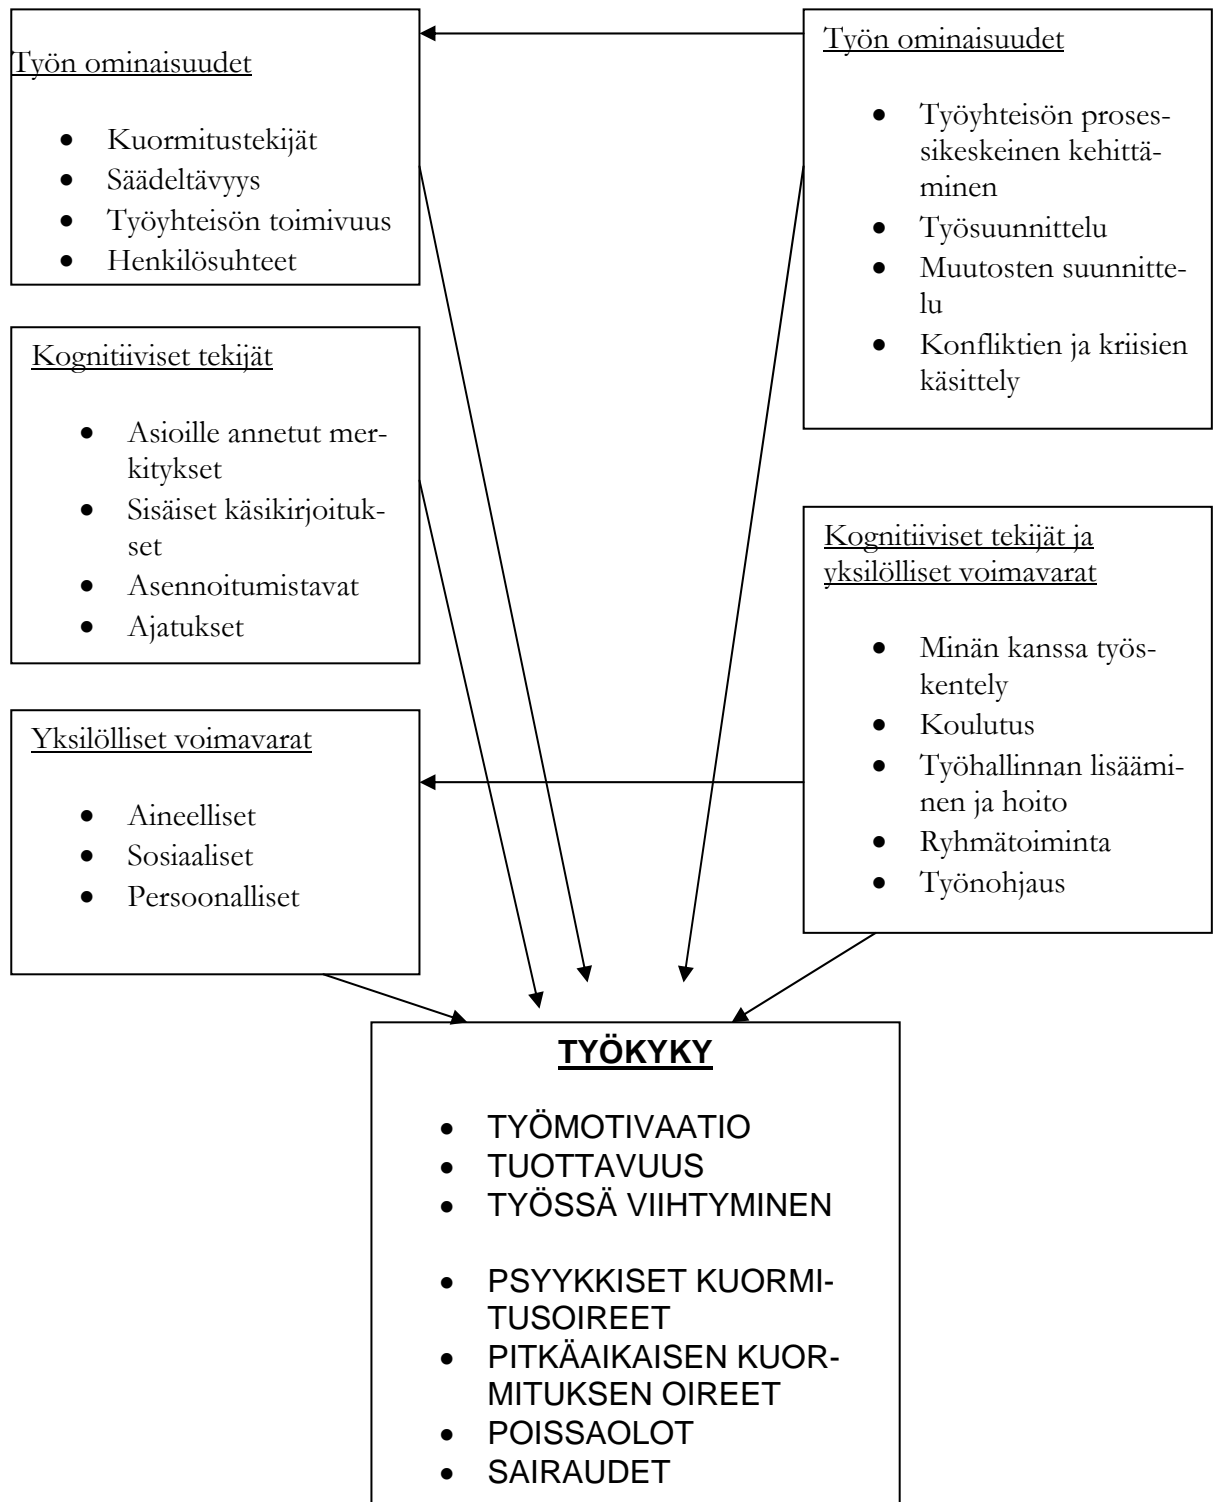 Työn ominaisuudet
• Kuormitustekijät
• Säädeltävyys
• Työyhteisön toimivuus
• Henkilösuhteet
Kognitiiviset tekijät
• Asioille annetut mer-
kitykset
• Sisäiset käsikirjoituk-
set
• Asennoitumistavat
• Ajatukset
Yksilölliset voimavarat
• Aineelliset
• Sosiaaliset
• Persoonalliset
Työn ominaisuudet
• Työyhteisön proses-
sikeskeinen kehittä-
minen
• Työsuunnittelu
• Muutosten suunnitte-
lu
• Konfliktien ja kriisien
käsittely
Kognitiiviset tekijät ja
yksilölliset voimavarat
• Minän kanssa työs-
kentely
• Koulutus
• Työhallinnan lisäämi-
nen ja hoito
• Ryhmätoiminta
• Työnohjaus
TYÖKYKY
• TYÖMOTIVAATIO
• TUOTTAVUUS
• TYÖSSÄ VIIHTYMINEN
• PSYYKKISET KUORMI-
TUSOIREET
• PITKÄAIKAISEN KUOR-
MITUKSEN OIREET
• POISSAOLOT
• SAIRAUDET